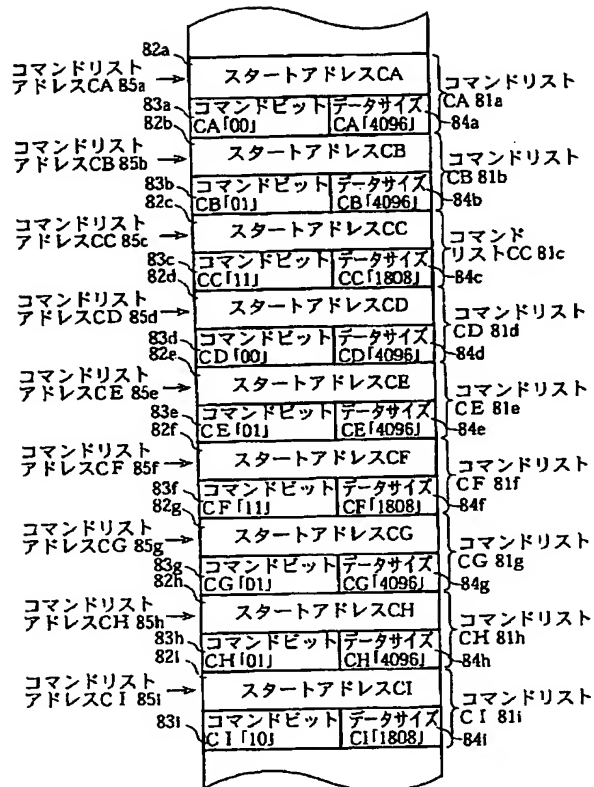 82a
コマンドリスト
アドレスCA 85a
スタートアドレスCA
コマンドリスト
CA 81a
83a
コマンドビット
CA「00」
データサイズ
CA「4096」
84a
82b
コマンドリスト
アドレスCB 85b
スタートアドレスCB
コマンドリスト
CB 81b
83b
コマンドビット
CB「01」
データサイズ
CB「4096」
84b
82c
コマンドリスト
アドレスCC 85c
スタートアドレスCC
コマンド
リストCC 81c
83c
コマンドビット
CC「11」
データサイズ
CC「1808」
84c
82d
コマンドリスト
アドレスCD 85d
スタートアドレスCD
コマンドリスト
CD 81d
83d
コマンドビット
CD「00」
データサイズ
CD「4096」
84d
82e
コマンドリスト
アドレスCE 85e
スタートアドレスCE
コマンドリスト
CE 81e
83e
コマンドビット
CE「01」
データサイズ
CE「4096」
84e
82f
コマンドリスト
アドレスCF 85f
スタートアドレスCF
コマンドリスト
CF 81f
83f
コマンドビット
CF「11」
データサイズ
CF「1808」
84f
82g
コマンドリスト
アドレスCG 85g
スタートアドレスCG
コマンドリスト
CG 81g
83g
コマンドビット
CG「01」
データサイズ
CG「4096」
84g
82h
コマンドリスト
アドレスCH 85h
スタートアドレスCH
コマンドリスト
CH 81h
83h
コマンドビット
CH「01」
データサイズ
CH「4096」
84h
82i
コマンドリスト
アドレスCI 85i
スタートアドレスCI
コマンドリスト
CI 81i
83i
コマンドビット
CI「10」
データサイズ
CI「1808」
84i